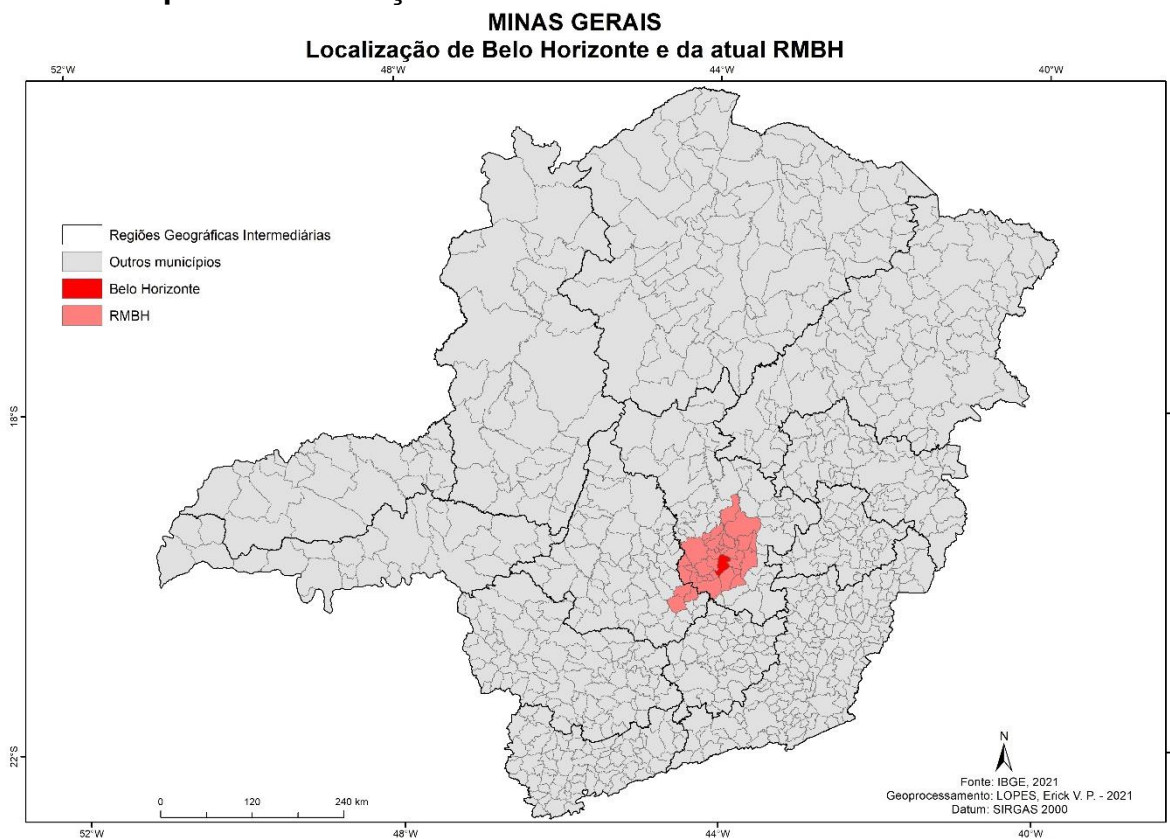 MINAS GERAIS
Localização de Belo Horizonte e da atual RMBH
52°W 48°W 44°W 40°W
Regiões Geográficas Intermediárias
Outros municípios
Belo Horizonte
RMBH
18°S
22°S
N
0 120 240 km
Fonte: IBGE, 2021
Geoprocessamento: LOPES, Erick V. P. - 2021
Datum: SIRGAS 2000
52°W 48°W 44°W 40°W